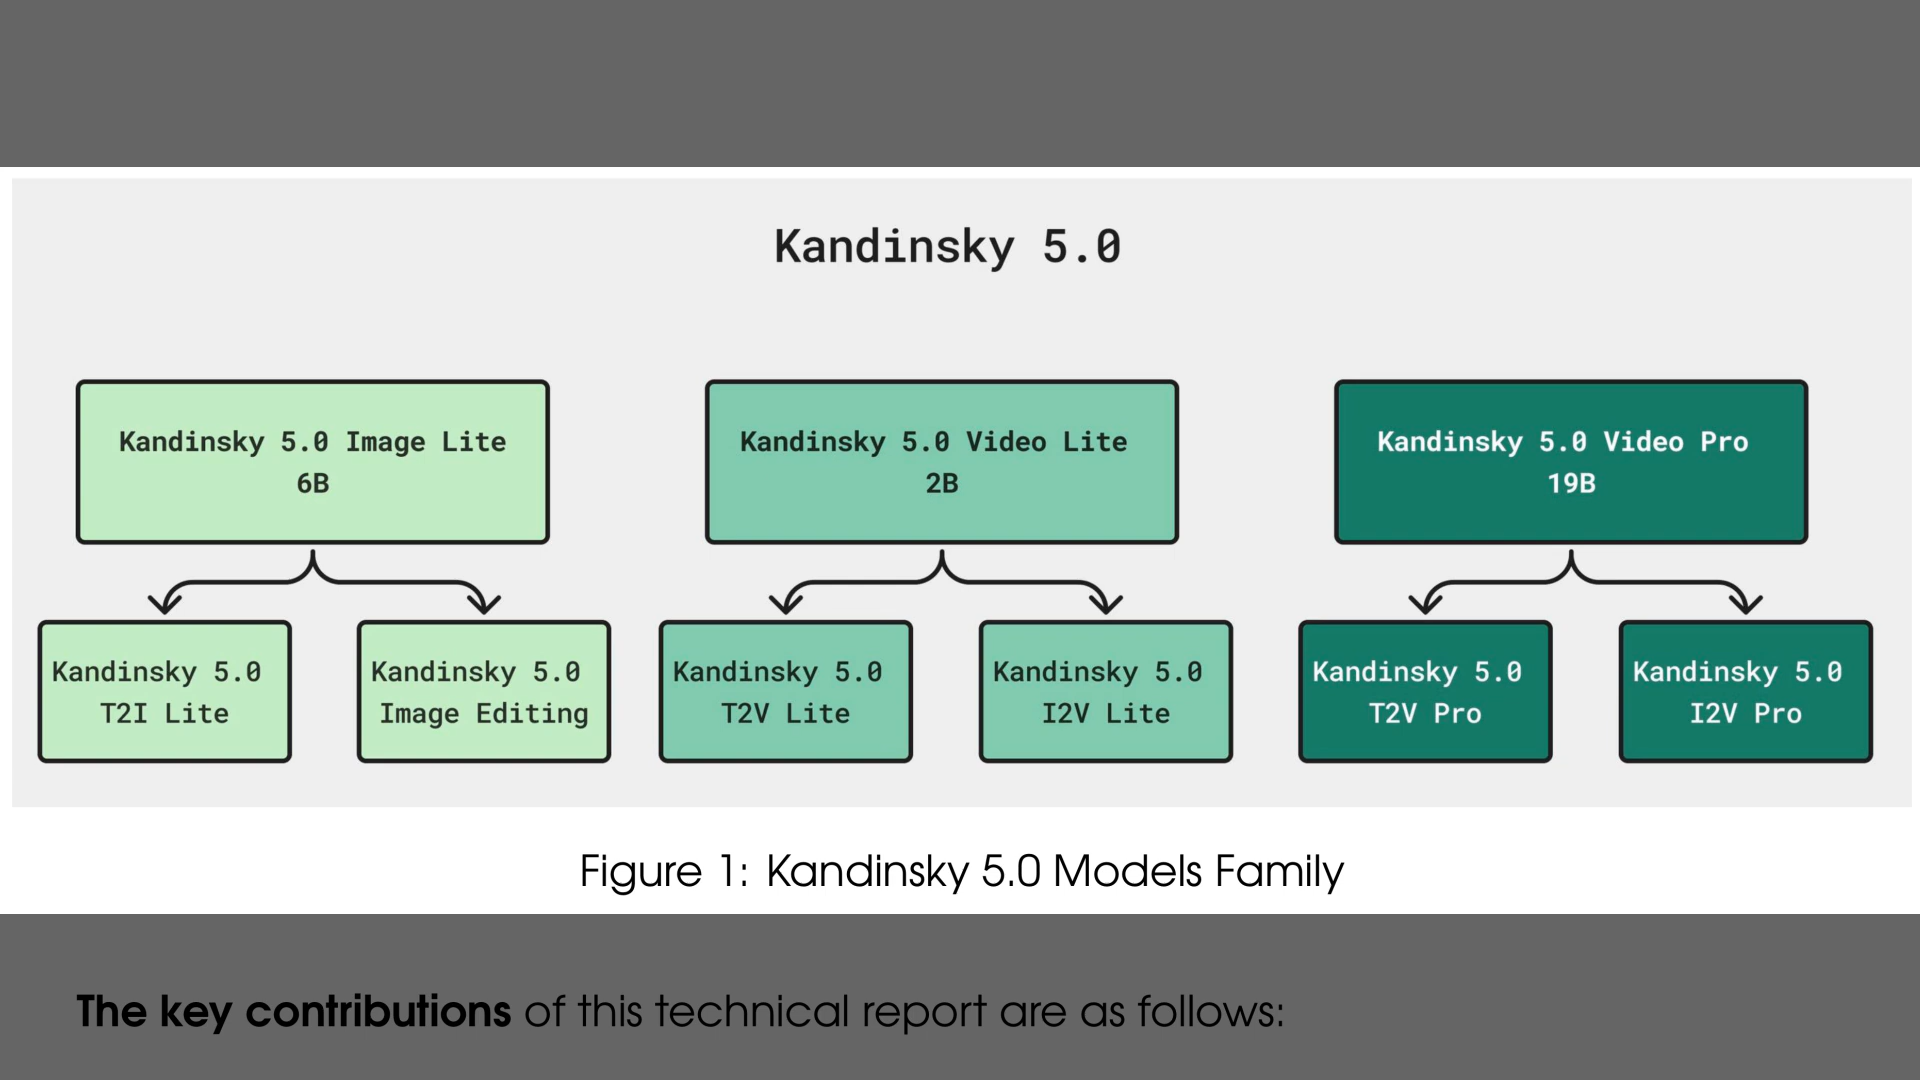 Kandinsky 5.0
Kandinsky 5.0 Image Lite
6B
Kandinsky 5.0 Video Lite
2B
Kandinsky 5.0 Video Pro
19B
Kandinsky 5.0
T2I Lite
Kandinsky 5.0
Image Editing
Kandinsky 5.0
T2V Lite
Kandinsky 5.0
I2V Lite
Kandinsky 5.0
T2V Pro
Kandinsky 5.0
I2V Pro
Figure 1: Kandinsky 5.0 Models Family
The key contributions of this technical report are as follows: